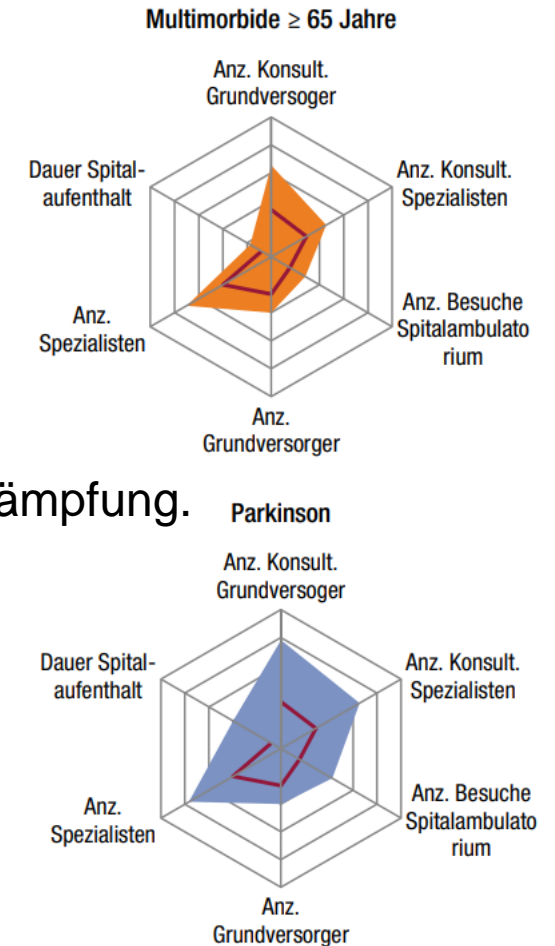 Multimorbide ≥ 65 Jahre
Anz. Konsult.
Grundversoger
Dauer Spital-
aufenthalt
Anz. Konsult.
Spezialisten
Anz.
Spezialisten
Anz. Besuche
Spitalambulato
rium
Anz.
Grundversorger
ämpfung.
Parkinson
Anz. Konsult.
Grundversoger
Dauer Spital-
aufenthalt
Anz. Konsult.
Spezialisten
Anz.
Spezialisten
Anz. Besuche
Spitalambulato
rium
Anz.
Grundversorger